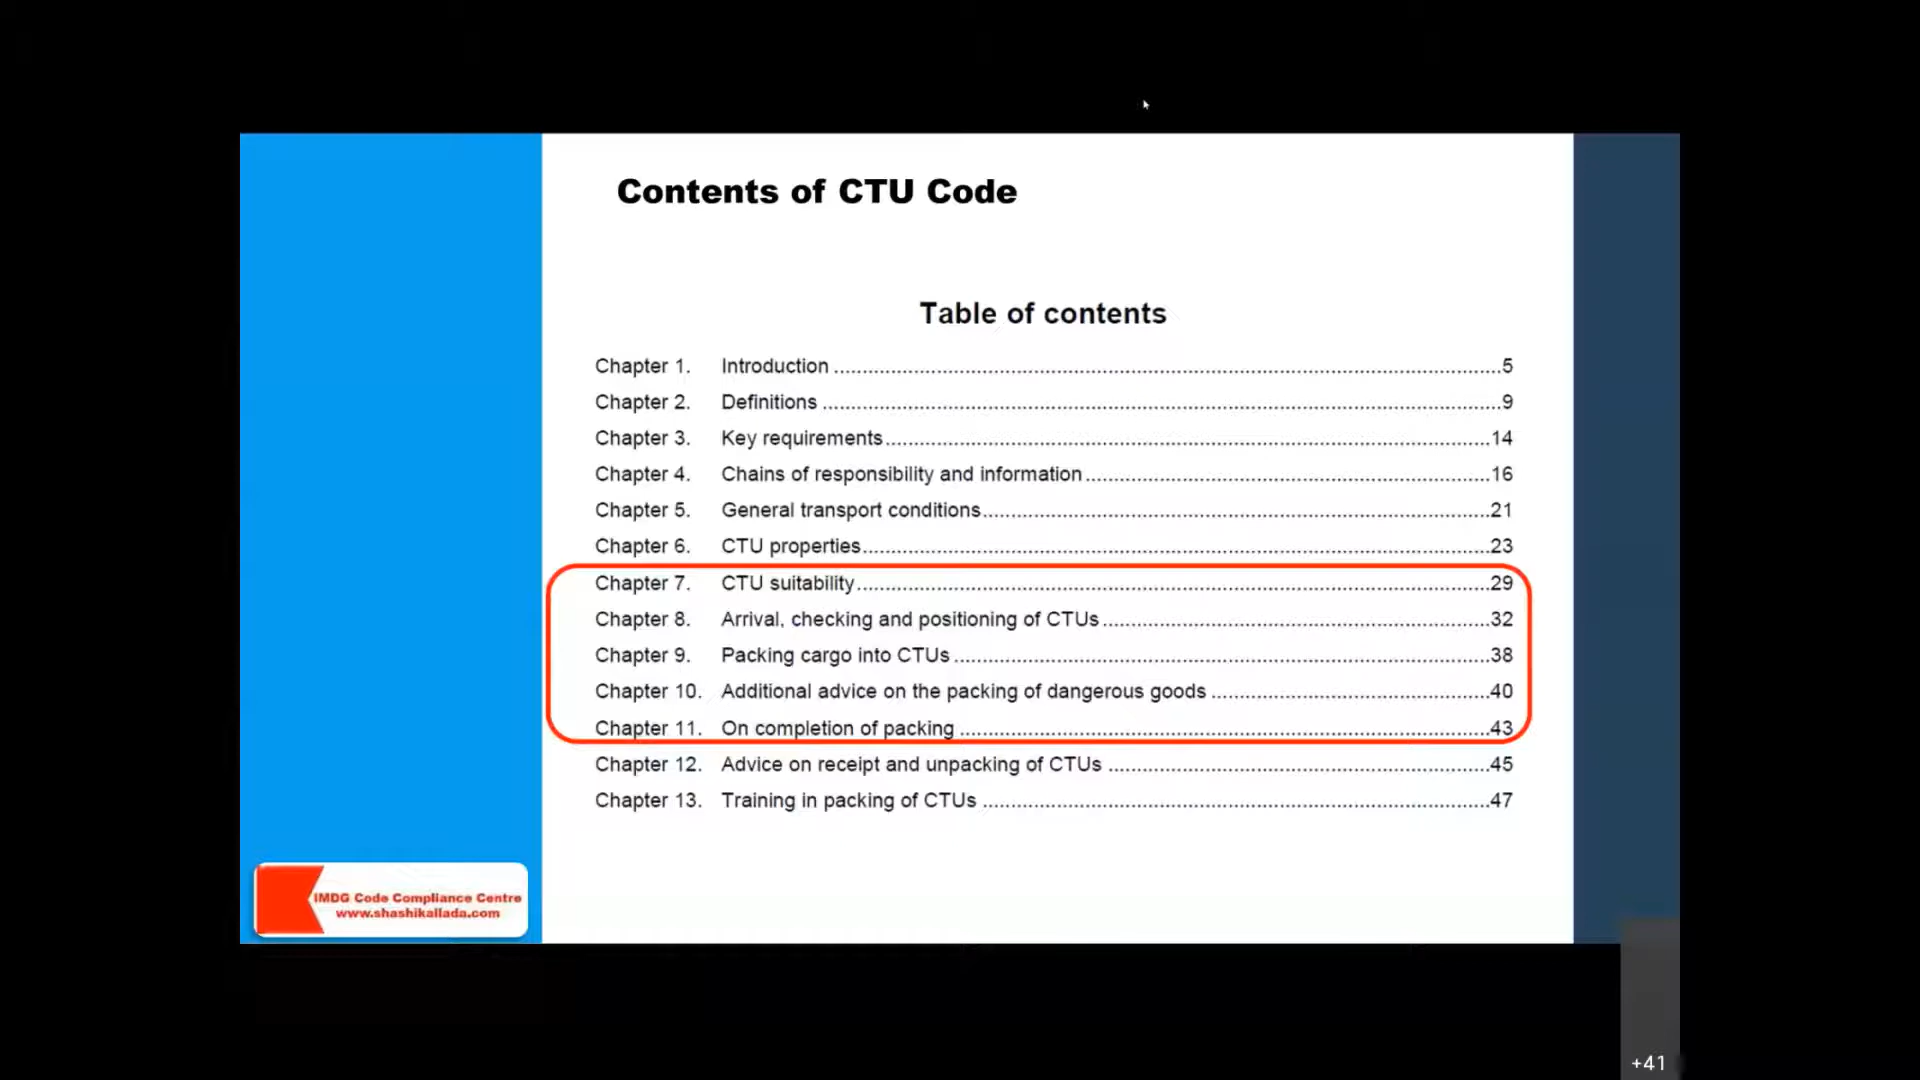 Contents of CTU Code
Table of contents
Chapter 1. Introduction ........................................5
Chapter 2. Definitions ........................................9
Chapter 3. Key requirements ........................................14
Chapter 4. Chains of responsibility and information ........................................16
Chapter 5. General transport conditions ........................................21
Chapter 6. CTU properties ........................................23
Chapter 7. CTU suitability ........................................29
Chapter 8. Arrival, checking and positioning of CTUs ........................................32
Chapter 9. Packing cargo into CTUs ........................................38
Chapter 10. Additional advice on the packing of dangerous goods ........................................40
Chapter 11. On completion of packing ........................................43
Chapter 12. Advice on receipt and unpacking of CTUs ........................................45
Chapter 13. Training in packing of CTUs ........................................47
IMDG Code Compliance Centre
www.shashikallada.com
+41